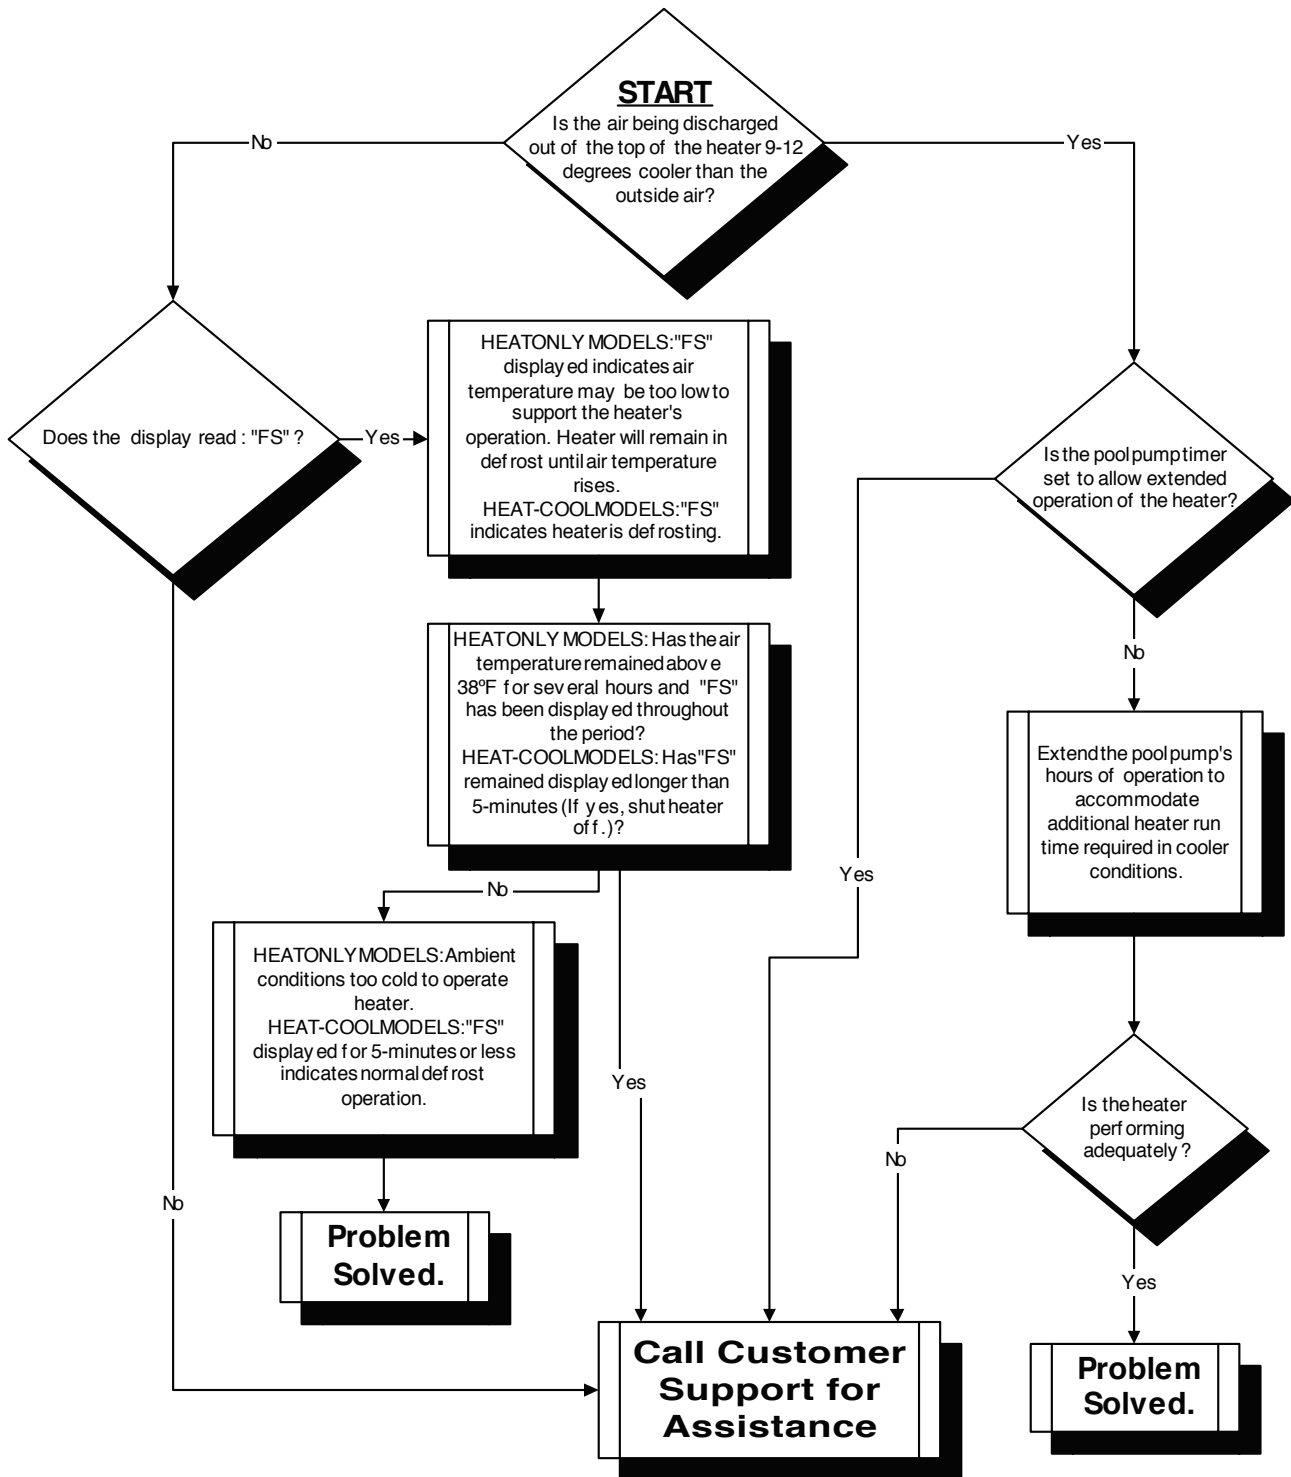 START
Is the air being discharged
out of the top of the heater 9-12
degrees cooler than the
outside air?
No
Yes
Does the display read : "FS" ?
Yes
HEATONLY MODELS:"FS"
displayed indicates air
temperature may be too low to
support the heater's
operation. Heater will remain in
defrost until air temperature
rises.
HEAT-COOLMODELS:"FS"
indicates heater is defrosting.
Is the pool pump timer
set to allow extended
operation of the heater?
HEATONLY MODELS: Has the air
temperature remained above
38ºF for several hours and "FS"
has been displayed throughout
the period?
HEAT-COOLMODELS: Has "FS"
remained displayed longer than
5-minutes (If yes, shut heater
off.)?
No
Extend the pool pump's
hours of operation to
accommodate
additional heater run
time required in cooler
conditions.
Yes
No
HEATONLY MODELS: Ambient
conditions too cold to operate
heater.
HEAT-COOLMODELS:"FS"
displayed for 5-minutes or less
indicates normal defrost
operation.
Yes
Is the heater
performing
adequately?
No
No
Problem
Solved.
Yes
Call Customer
Support for
Assistance
Problem
Solved.